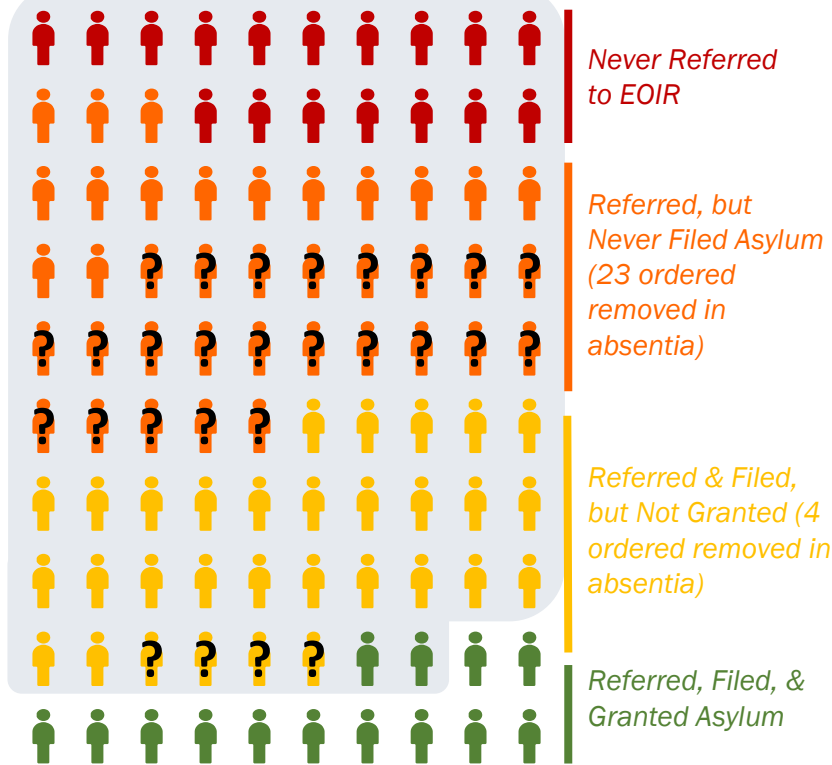 Never Referred
to EOIR
Referred, but
Never Filed Asylum
(23 ordered
removed in
absentia)
? ? ? ? ? ? ? ?
? ? ? ? ? ? ? ? ? ?
? ? ? ? ?
Referred & Filed,
but Not Granted (4
ordered removed in
absentia)
? ? ? ?
Referred, Filed, &
Granted Asylum